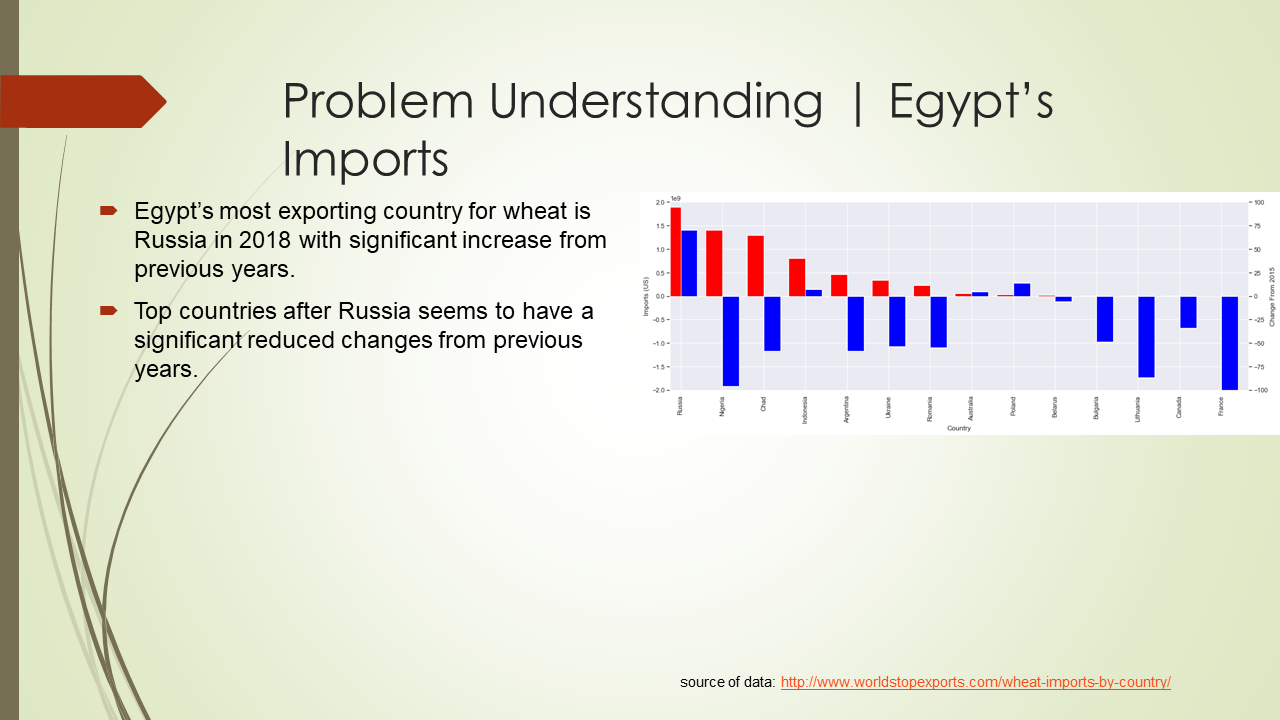 Problem Understanding | Egypt’s
Imports
Egypt’s most exporting country for wheat is
Russia in 2018 with significant increase from
previous years.
Top countries after Russia seems to have a
significant reduced changes from previous
years.
1e9
2.0
1.5
1.0
0.5
0.0
−0.5
−1.0
−1.5
−2.0
Imports (US)
100
75
50
25
0
−25
−50
−75
−100
Change From 2015
Russia
Nigeria
Chad
Indonesia
Argentina
Ukraine
Romania
Australia
Poland
Belarus
Bulgaria
Lithuania
Canada
France
Country
source of data: http://www.worldstopexports.com/wheat-imports-by-country/